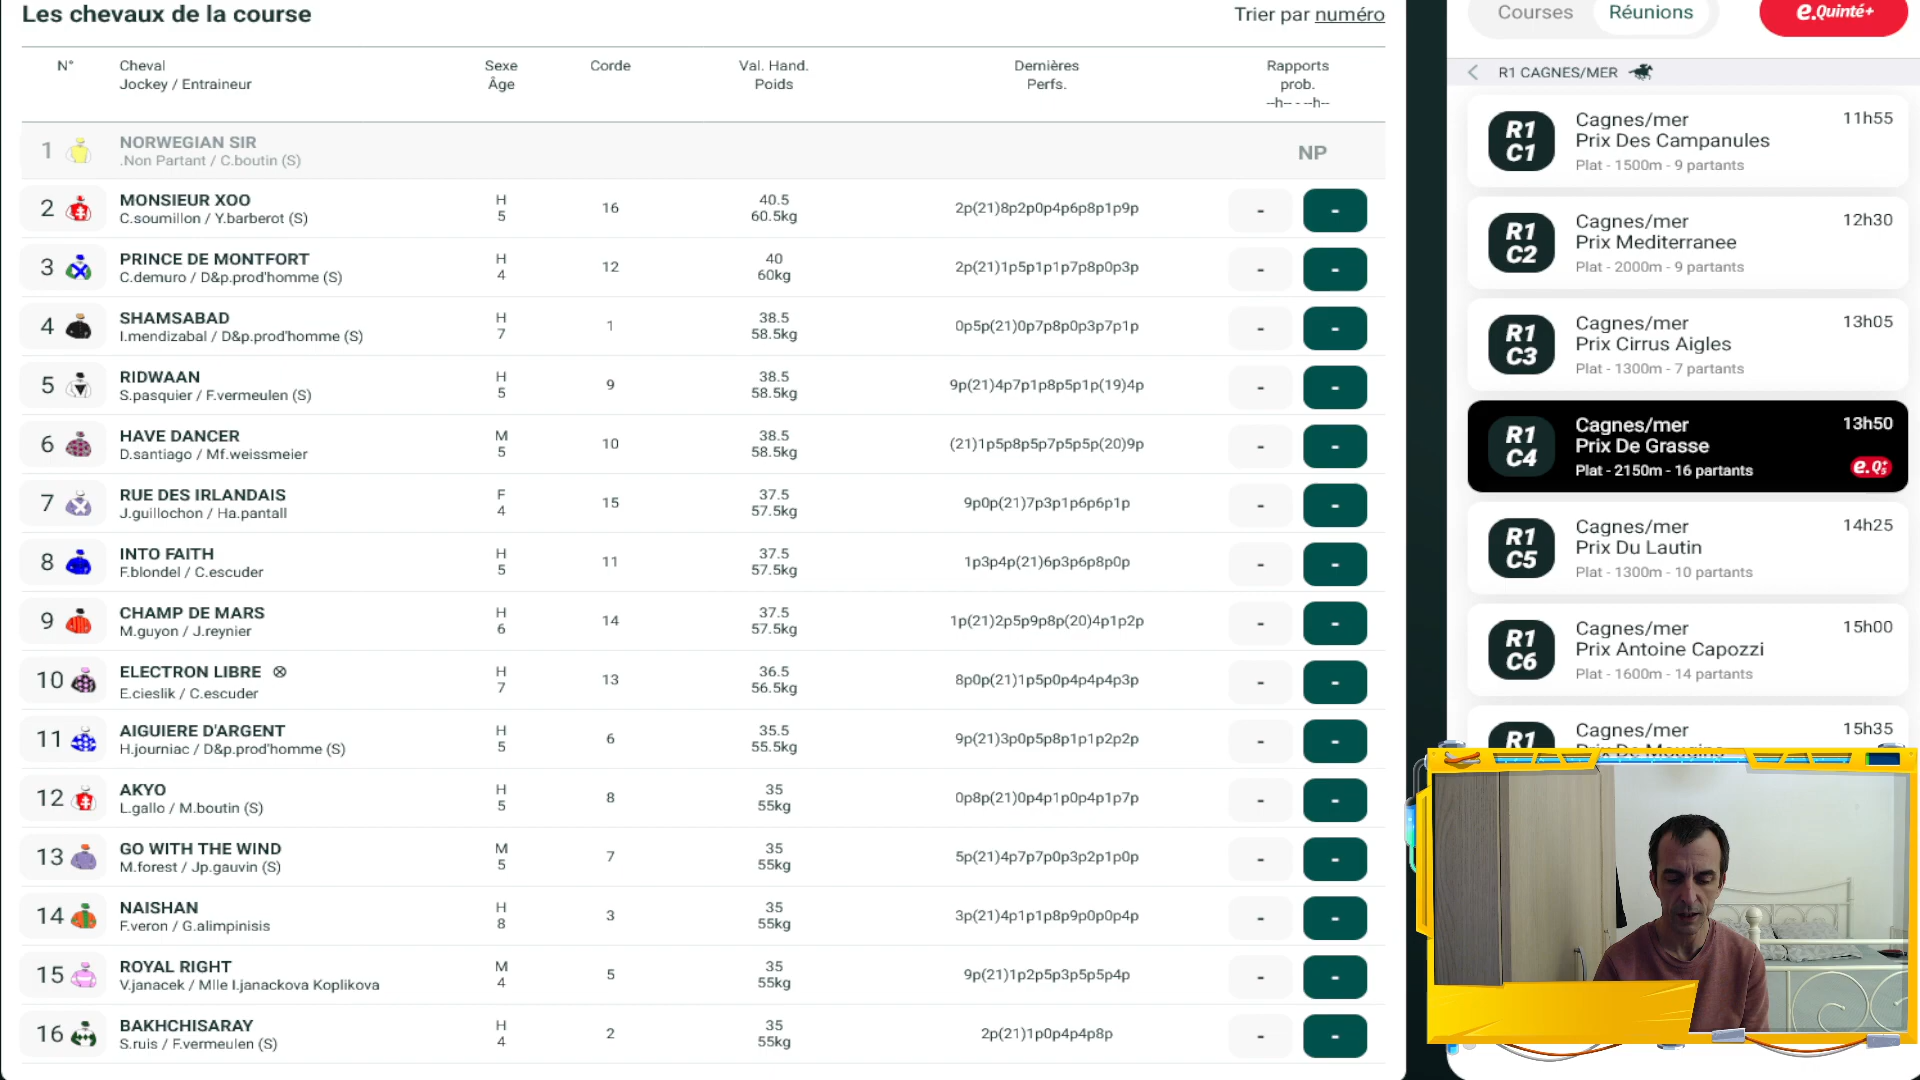 Les chevaux de la course
Trier par numéro
N°
Cheval
Jockey / Entraineur
Sexe
Âge
Corde
Val. Hand.
Poids
Dernières
Perfs.
Rapports
prob.
--h-- - --h--
1
NORWEGIAN SIR
.Non Partant / C.boutin (S)
NP
2
MONSIEUR XOO
C.soumillon / Y.barberot (S)
H
5
16
40.5
60.5kg
2p(21)8p2p0p4p6p8p1p9p
-
-
3
PRINCE DE MONTFORT
C.demuro / D&p.prod'homme (S)
H
4
12
40
60kg
2p(21)1p5p1p1p7p8p0p3p
-
-
4
SHAMSABAD
I.mendizabal / D&p.prod'homme (S)
H
7
1
38.5
58.5kg
0p5p(21)0p7p8p0p3p7p1p
-
-
5
RIDWAAN
S.pasquier / F.vermeulen (S)
H
5
9
38.5
58.5kg
9p(21)4p7p1p8p5p1p(19)4p
-
-
6
HAVE DANCER
D.santiago / Mf.weissmeier
M
5
10
38.5
58.5kg
(21)1p5p8p5p7p5p5p(20)9p
-
-
7
RUE DES IRLANDAIS
J.guillochon / Ha.pantall
F
4
15
37.5
57.5kg
9p0p(21)7p3p1p6p6p1p
-
-
8
INTO FAITH
F.blondel / C.escuder
H
5
11
37.5
57.5kg
1p3p4p(21)6p3p6p8p0p
-
-
9
CHAMP DE MARS
M.guyon / J.reynier
H
6
14
37.5
57.5kg
1p(21)2p5p9p8p(20)4p1p2p
-
-
10
ELECTRON LIBRE
E.cieslik / C.escuder
H
7
13
36.5
56.5kg
8p0p(21)1p5p0p4p4p4p3p
-
-
11
AIGUIERE D'ARGENT
H.journiac / D&p.prod'homme (S)
H
5
6
35.5
55.5kg
9p(21)3p0p5p8p1p1p2p2p
-
-
12
AKYO
L.gallo / M.boutin (S)
H
5
8
35
55kg
0p8p(21)0p4p1p0p4p1p7p
-
-
13
GO WITH THE WIND
M.forest / Jp.gauvin (S)
M
5
7
35
55kg
5p(21)4p7p7p0p3p2p1p0p
-
-
14
NAISHAN
F.veron / G.alimpinisis
H
8
3
35
55kg
3p(21)4p1p1p8p9p0p0p4p
-
-
15
ROYAL RIGHT
V.janacek / Mlle I.janackova Koplikova
M
4
5
35
55kg
9p(21)1p2p5p3p5p5p4p
-
-
16
BAKHCHISARAY
S.ruis / F.vermeulen (S)
H
4
2
35
55kg
2p(21)1p0p4p4p8p
-
-
Courses
Réunions
e.Quinté+
R1 CAGNES/MER
R1
C1
Cagnes/mer
11h55
Prix Des Campanules
Plat - 1500m - 9 partants
R1
C2
Cagnes/mer
12h30
Prix Mediterranee
Plat - 2000m - 9 partants
R1
C3
Cagnes/mer
13h05
Prix Cirrus Aigles
Plat - 1300m - 7 partants
R1
C4
Cagnes/mer
13h50
Prix De Grasse
Plat - 2150m - 16 partants
e.Q+5
R1
C5
Cagnes/mer
14h25
Prix Du Lautin
Plat - 1300m - 10 partants
R1
C6
Cagnes/mer
15h00
Prix Antoine Capozzi
Plat - 1600m - 14 partants
R1
Cagnes/mer
15h35
Prix De Mougins